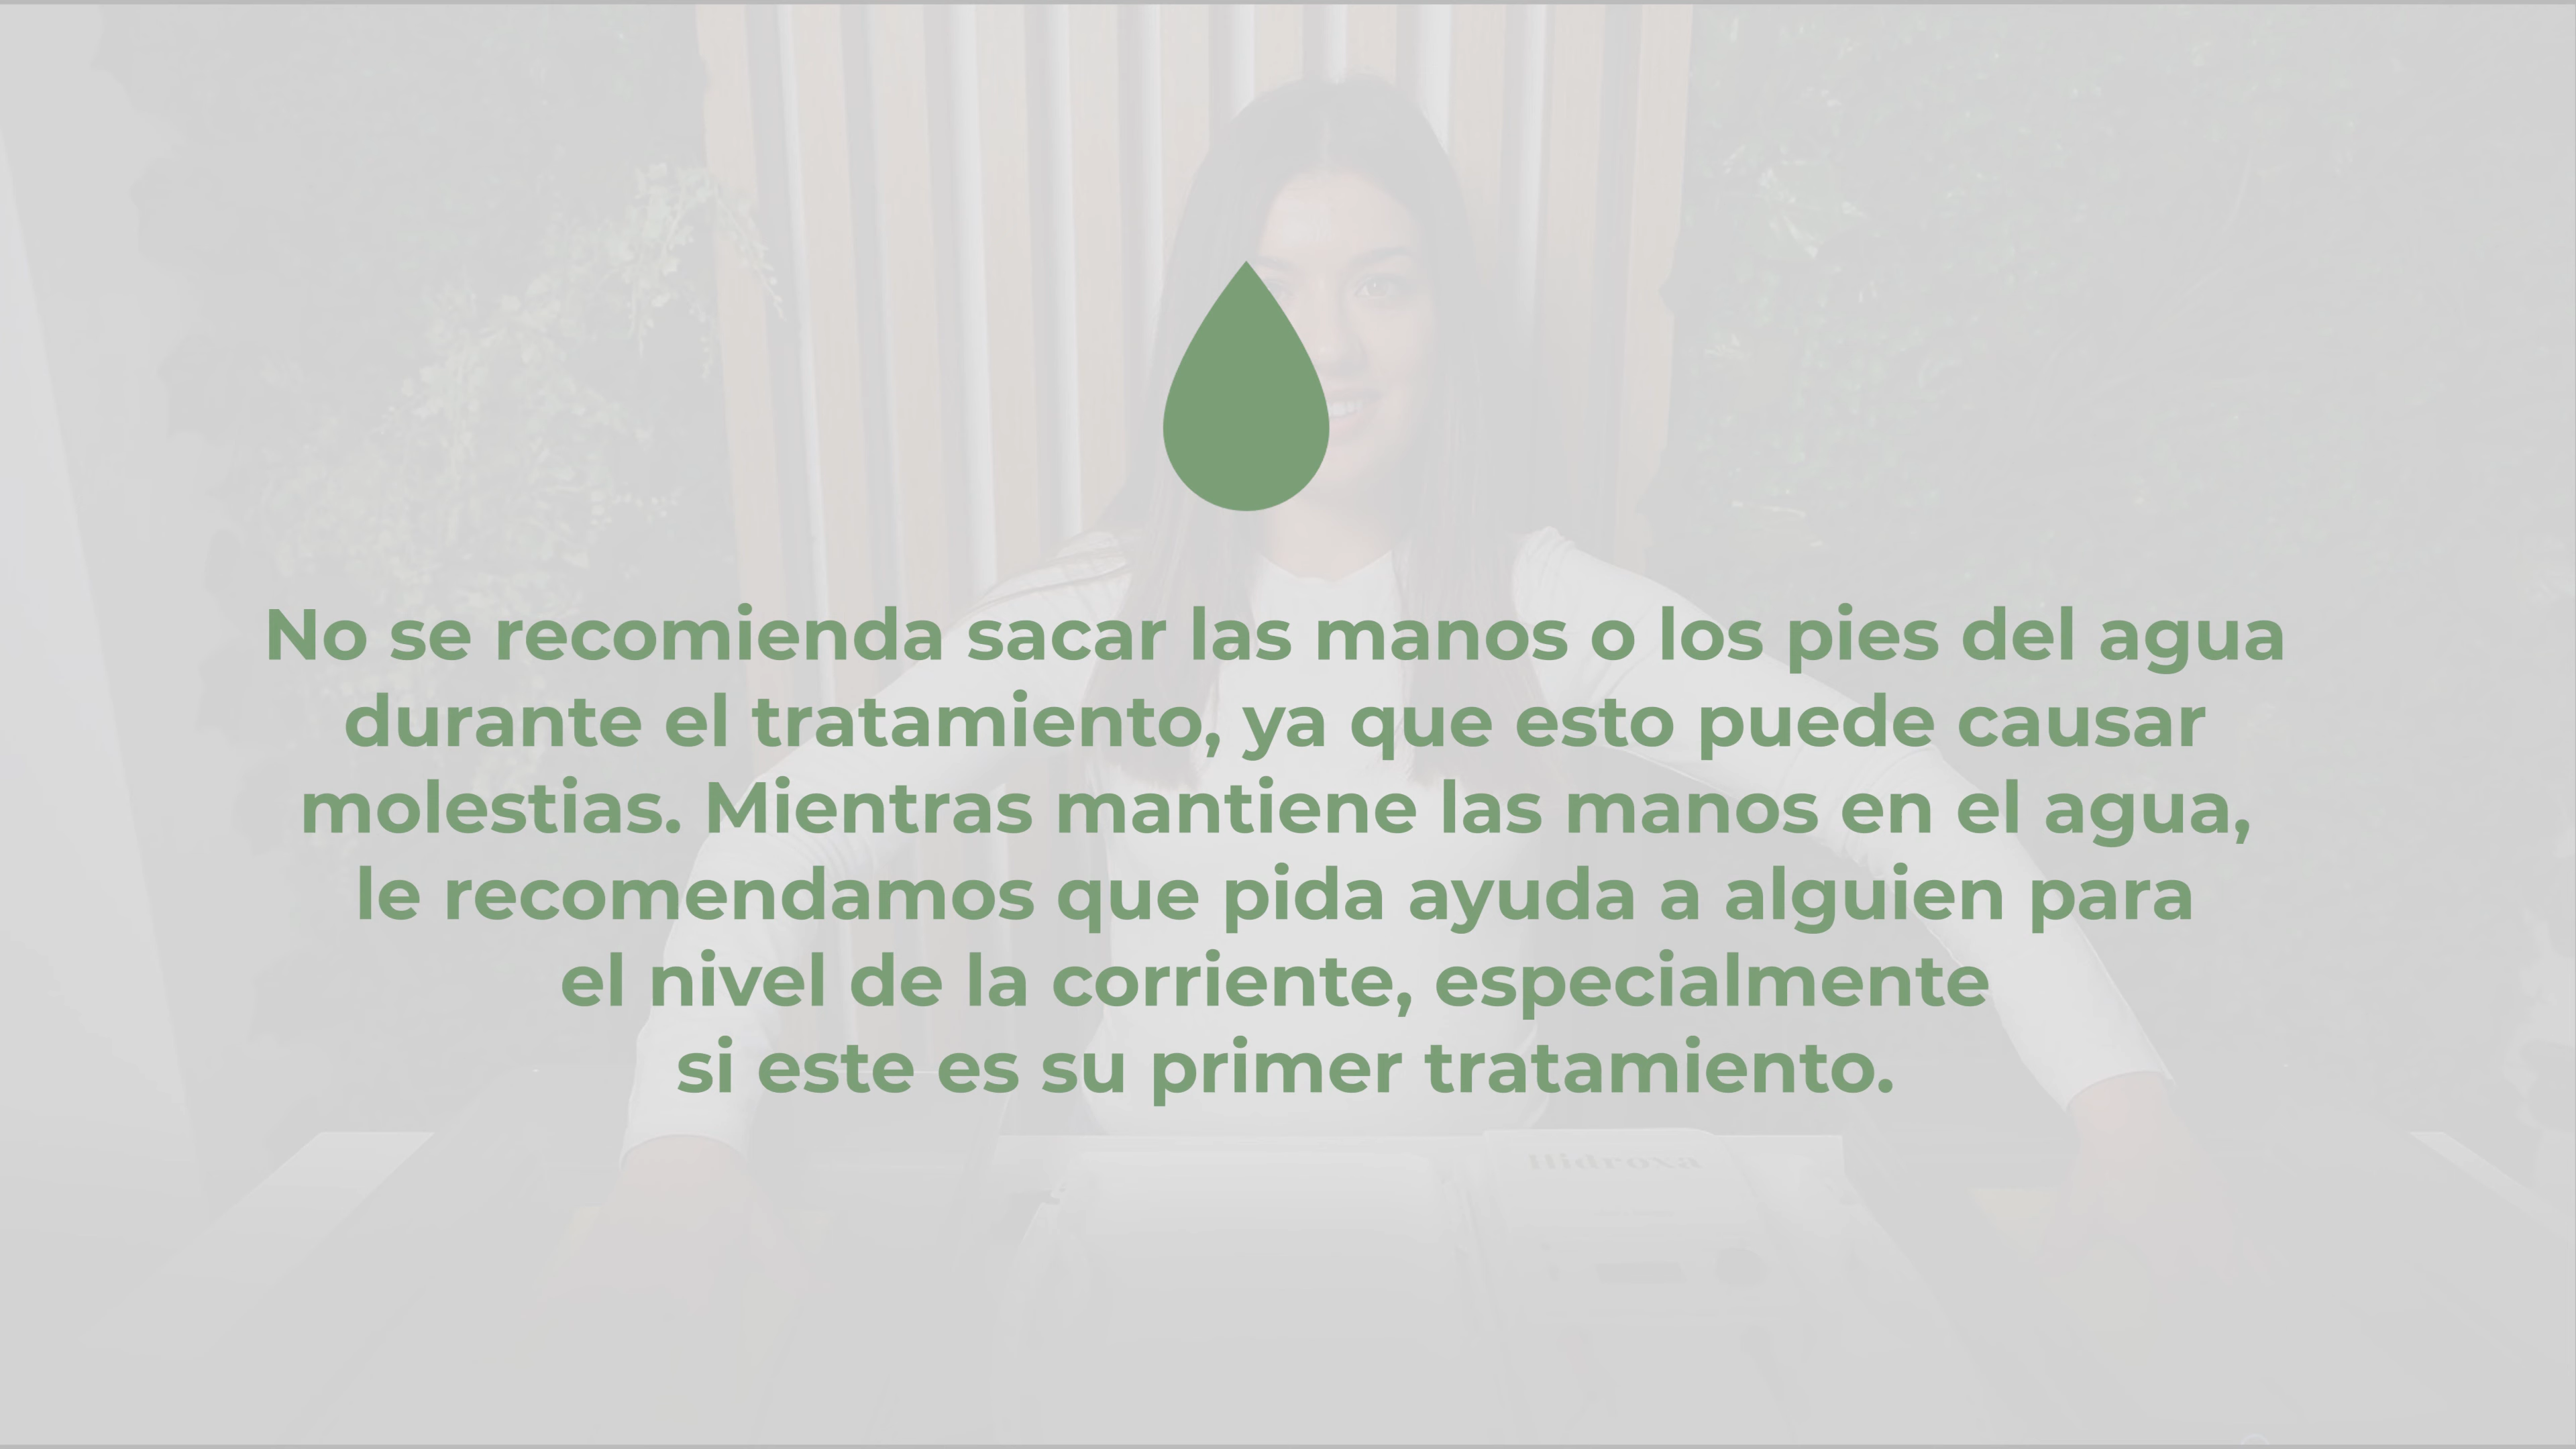 No se recomienda sacar las manos o los pies del agua
durante el tratamiento, ya que esto puede causar
molestias. Mientras mantiene las manos en el agua,
le recomendamos que pida ayuda a alguien para
el nivel de la corriente, especialmente
si este es su primer tratamiento.
Hidroxa